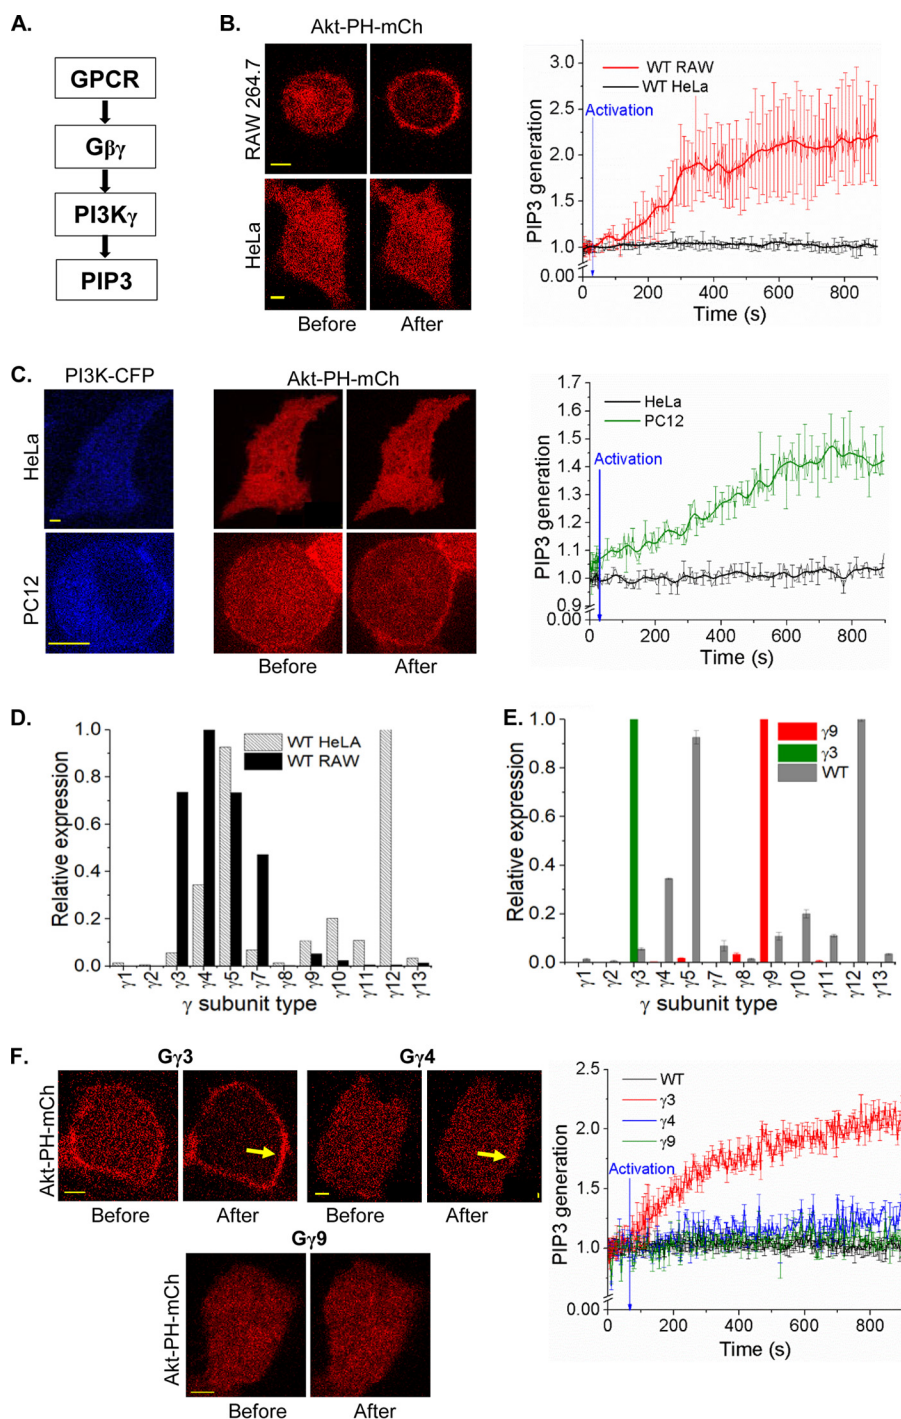 A.
GPCR
Gβγ
PI3Kγ
PIP3
B.
Akt-PH-mCh
RAW 264.7
HeLa
Before After
PIP3 generation
3.0
2.5
2.0
1.5
1.0
0.00
WT RAW
WT HeLa
Activation
0 200 400 600 800
Time (s)
C.
PI3K-CFP
Akt-PH-mCh
HeLa
PC12
Before After
PIP3 generation
1.7
1.6
1.5
1.4
1.3
1.2
1.1
1.0
0.9
0.00
HeLa
PC12
Activation
0 200 400 600 800
Time (s)
D.
Relative expression
1.0
0.8
0.6
0.4
0.2
0.0
WT HeLA
WT RAW
γ1 γ2 γ3 γ4 γ5 γ7 γ8 γ9 γ10 γ11 γ12 γ13
γ subunit type
E.
Relative expression
1.0
0.8
0.6
0.4
0.2
0.0
γ9
γ3
WT
γ1 γ2 γ3 γ4 γ5 γ7 γ8 γ9 γ10 γ11 γ12 γ13
γ subunit type
F.
Gγ3 Gγ4
Akt-PH-mCh
Before After Before After
Gγ9
Akt-PH-mCh
Before After
PIP3 generation
2.5
2.0
1.5
1.0
0.00
WT
γ3
γ4
γ9
Activation
0 200 400 600 800
Time (s)